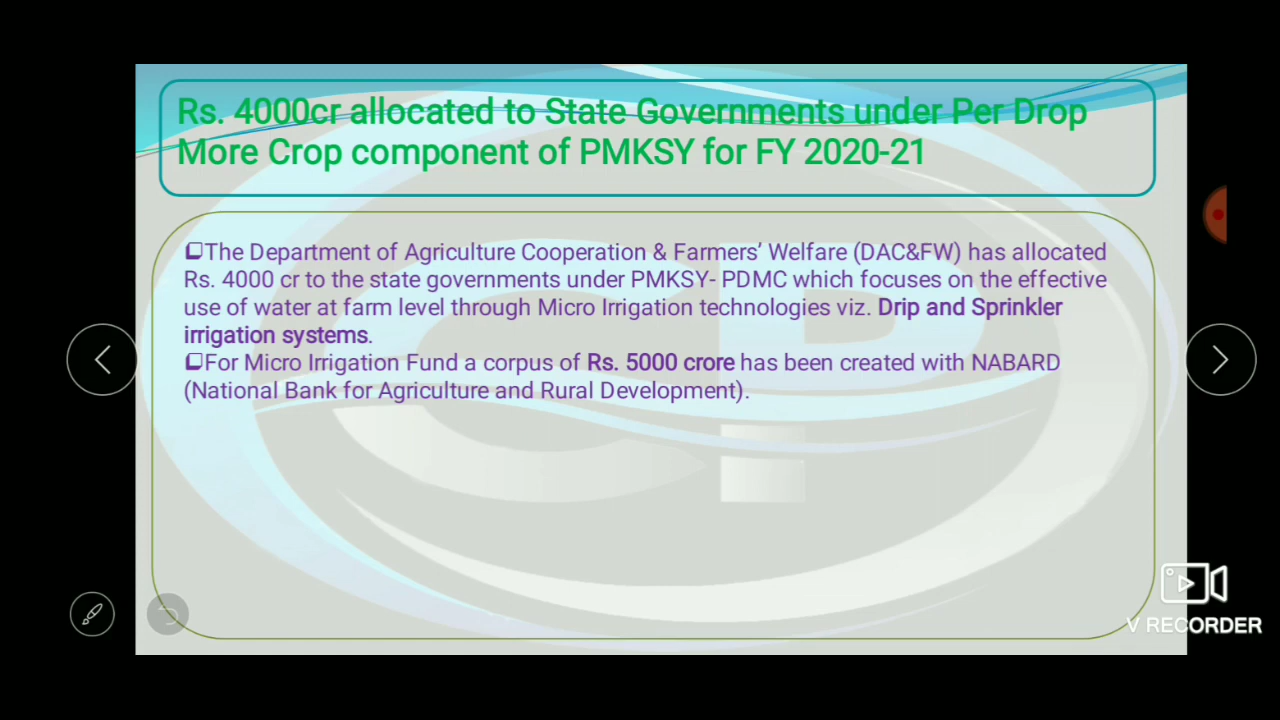 Rs. 4000cr allocated to State Governments under Per Drop
More Crop component of PMKSY for FY 2020-21
❑The Department of Agriculture Cooperation & Farmers’ Welfare (DAC&FW) has allocated
Rs. 4000 cr to the state governments under PMKSY- PDMC which focuses on the effective
use of water at farm level through Micro Irrigation technologies viz. Drip and Sprinkler
irrigation systems.
❑For Micro Irrigation Fund a corpus of Rs. 5000 crore has been created with NABARD
(National Bank for Agriculture and Rural Development).
CP
V RECORDER